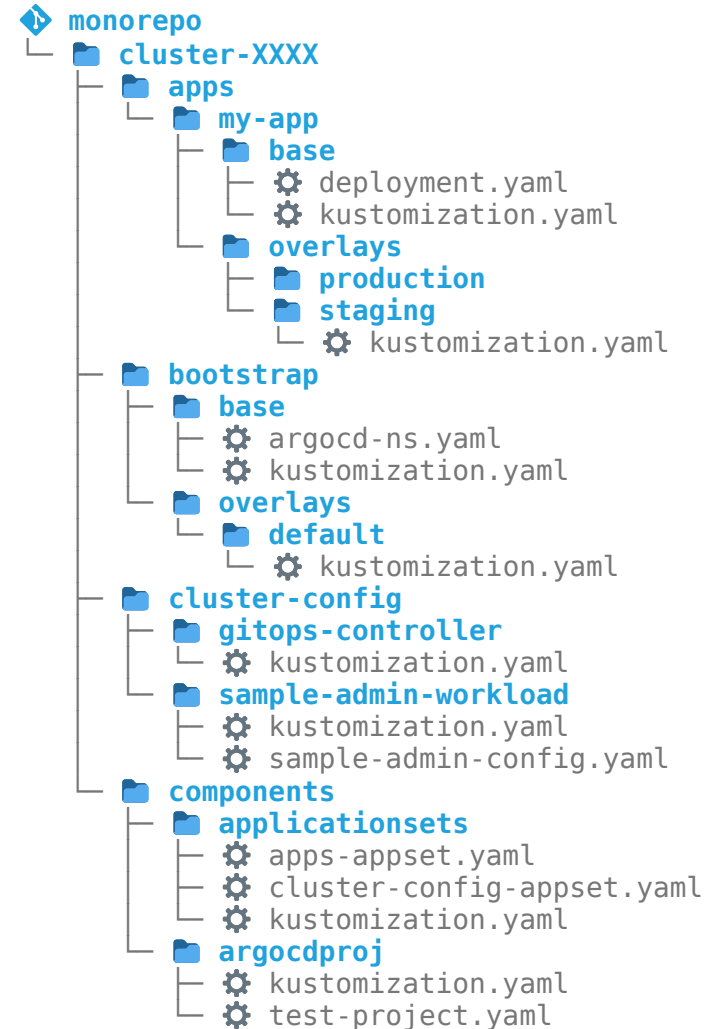 monorepo
cluster-XXXX
apps
my-app
base
deployment.yaml
kustomization.yaml
overlays
production
staging
kustomization.yaml
bootstrap
base
argocd-ns.yaml
kustomization.yaml
overlays
default
kustomization.yaml
cluster-config
gitops-controller
kustomization.yaml
sample-admin-workload
kustomization.yaml
sample-admin-config.yaml
components
applicationsets
apps-appset.yaml
cluster-config-appset.yaml
kustomization.yaml
argocdproj
kustomization.yaml
test-project.yaml